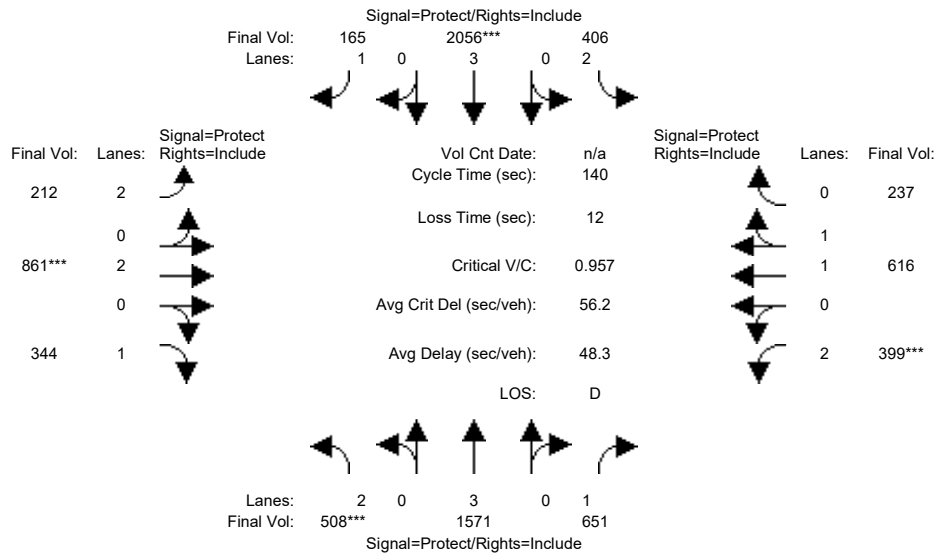 Signal=Protect/Rights=Include
Final Vol: 165 2056*** 406
Lanes: 1 0 3 0 2
Signal=Protect
Rights=Include
Signal=Protect
Rights=Include
Final Vol: Lanes: Vol Cnt Date: n/a Lanes: Final Vol:
Cycle Time (sec): 140
212 2 0 237
Loss Time (sec): 12
0 1
861*** 2 Critical V/C: 0.957 1 616
0 Avg Crit Del (sec/veh): 56.2 0
344 1 Avg Delay (sec/veh): 48.3 2 399***
LOS: D
Lanes: 2 0 3 0 1
Final Vol: 508*** 1571 651
Signal=Protect/Rights=Include